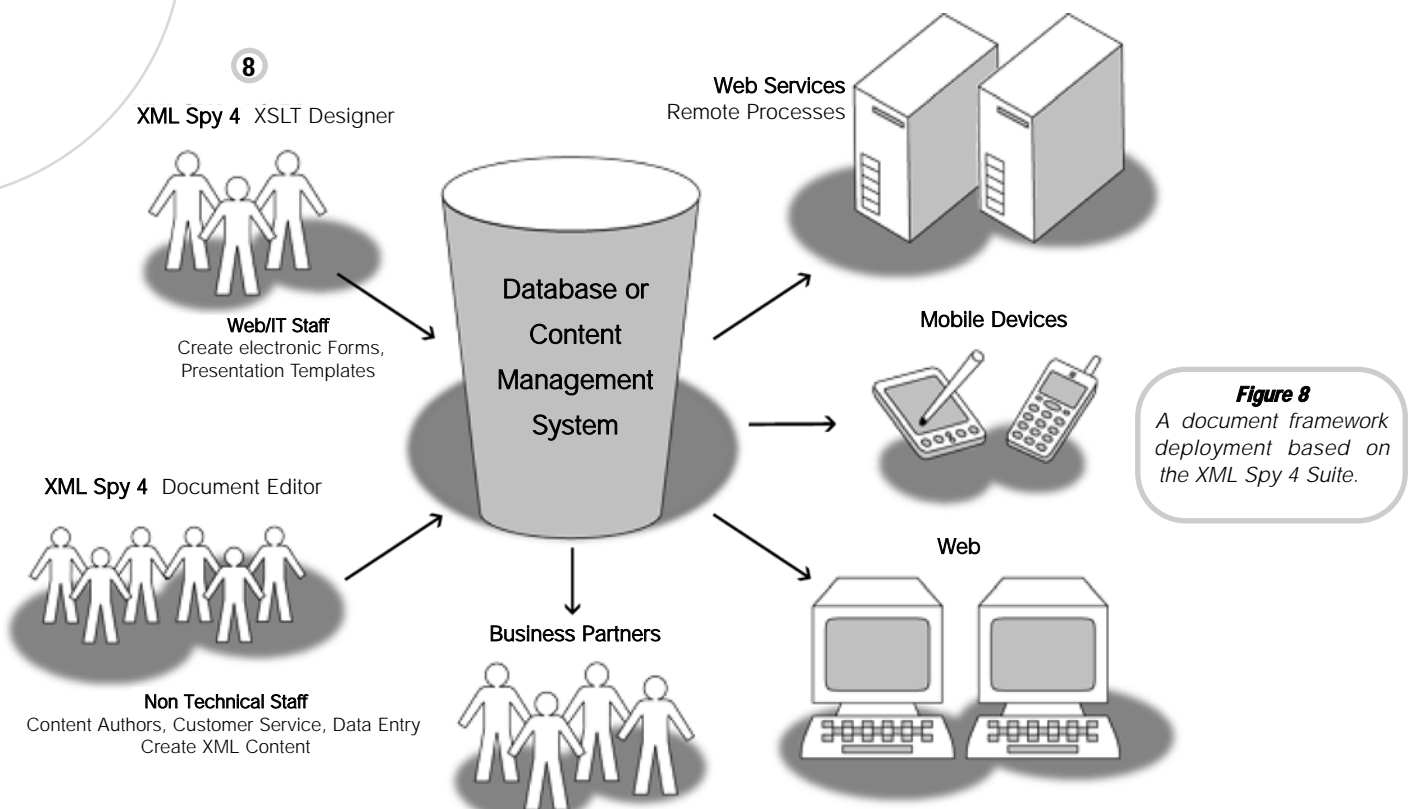 8
XML Spy 4 XSLT Designer
Web/IT Staff
Create electronic Forms,
Presentation Templates
XML Spy 4 Document Editor
Non Technical Staff
Content Authors, Customer Service, Data Entry
Create XML Content
Database or
Content
Management
System
Business Partners
Web Services
Remote Processes
Mobile Devices
Web
Figure 8
A document framework
deployment based on
the XML Spy 4 Suite.